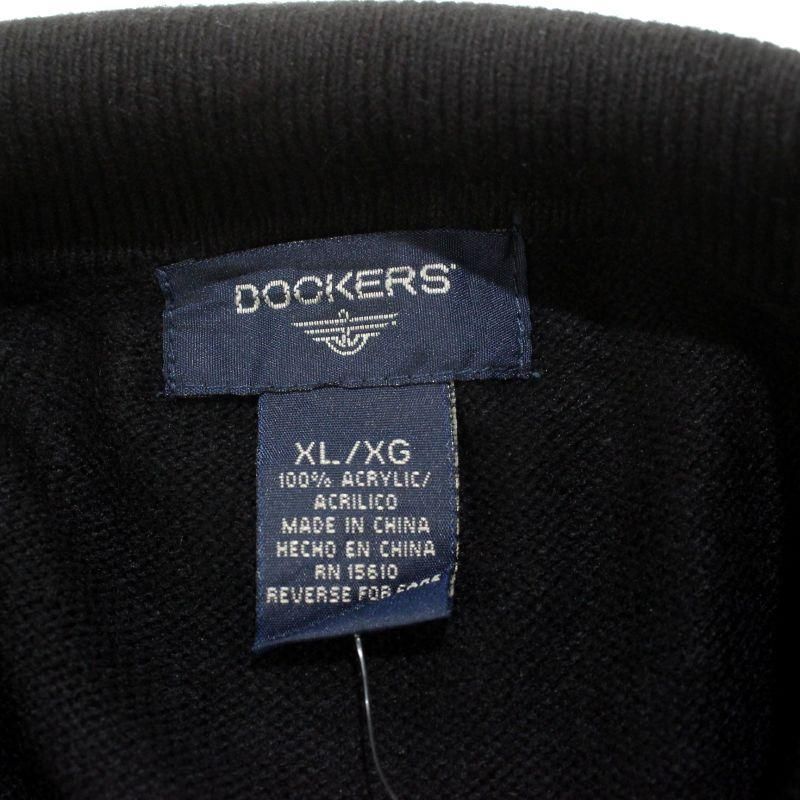 DOCKERS
XL/XG
100% ACRYLIC/
ACRILICO
MADE IN CHINA
HECHO EN CHINA
RN 15610
REVERSE FOR